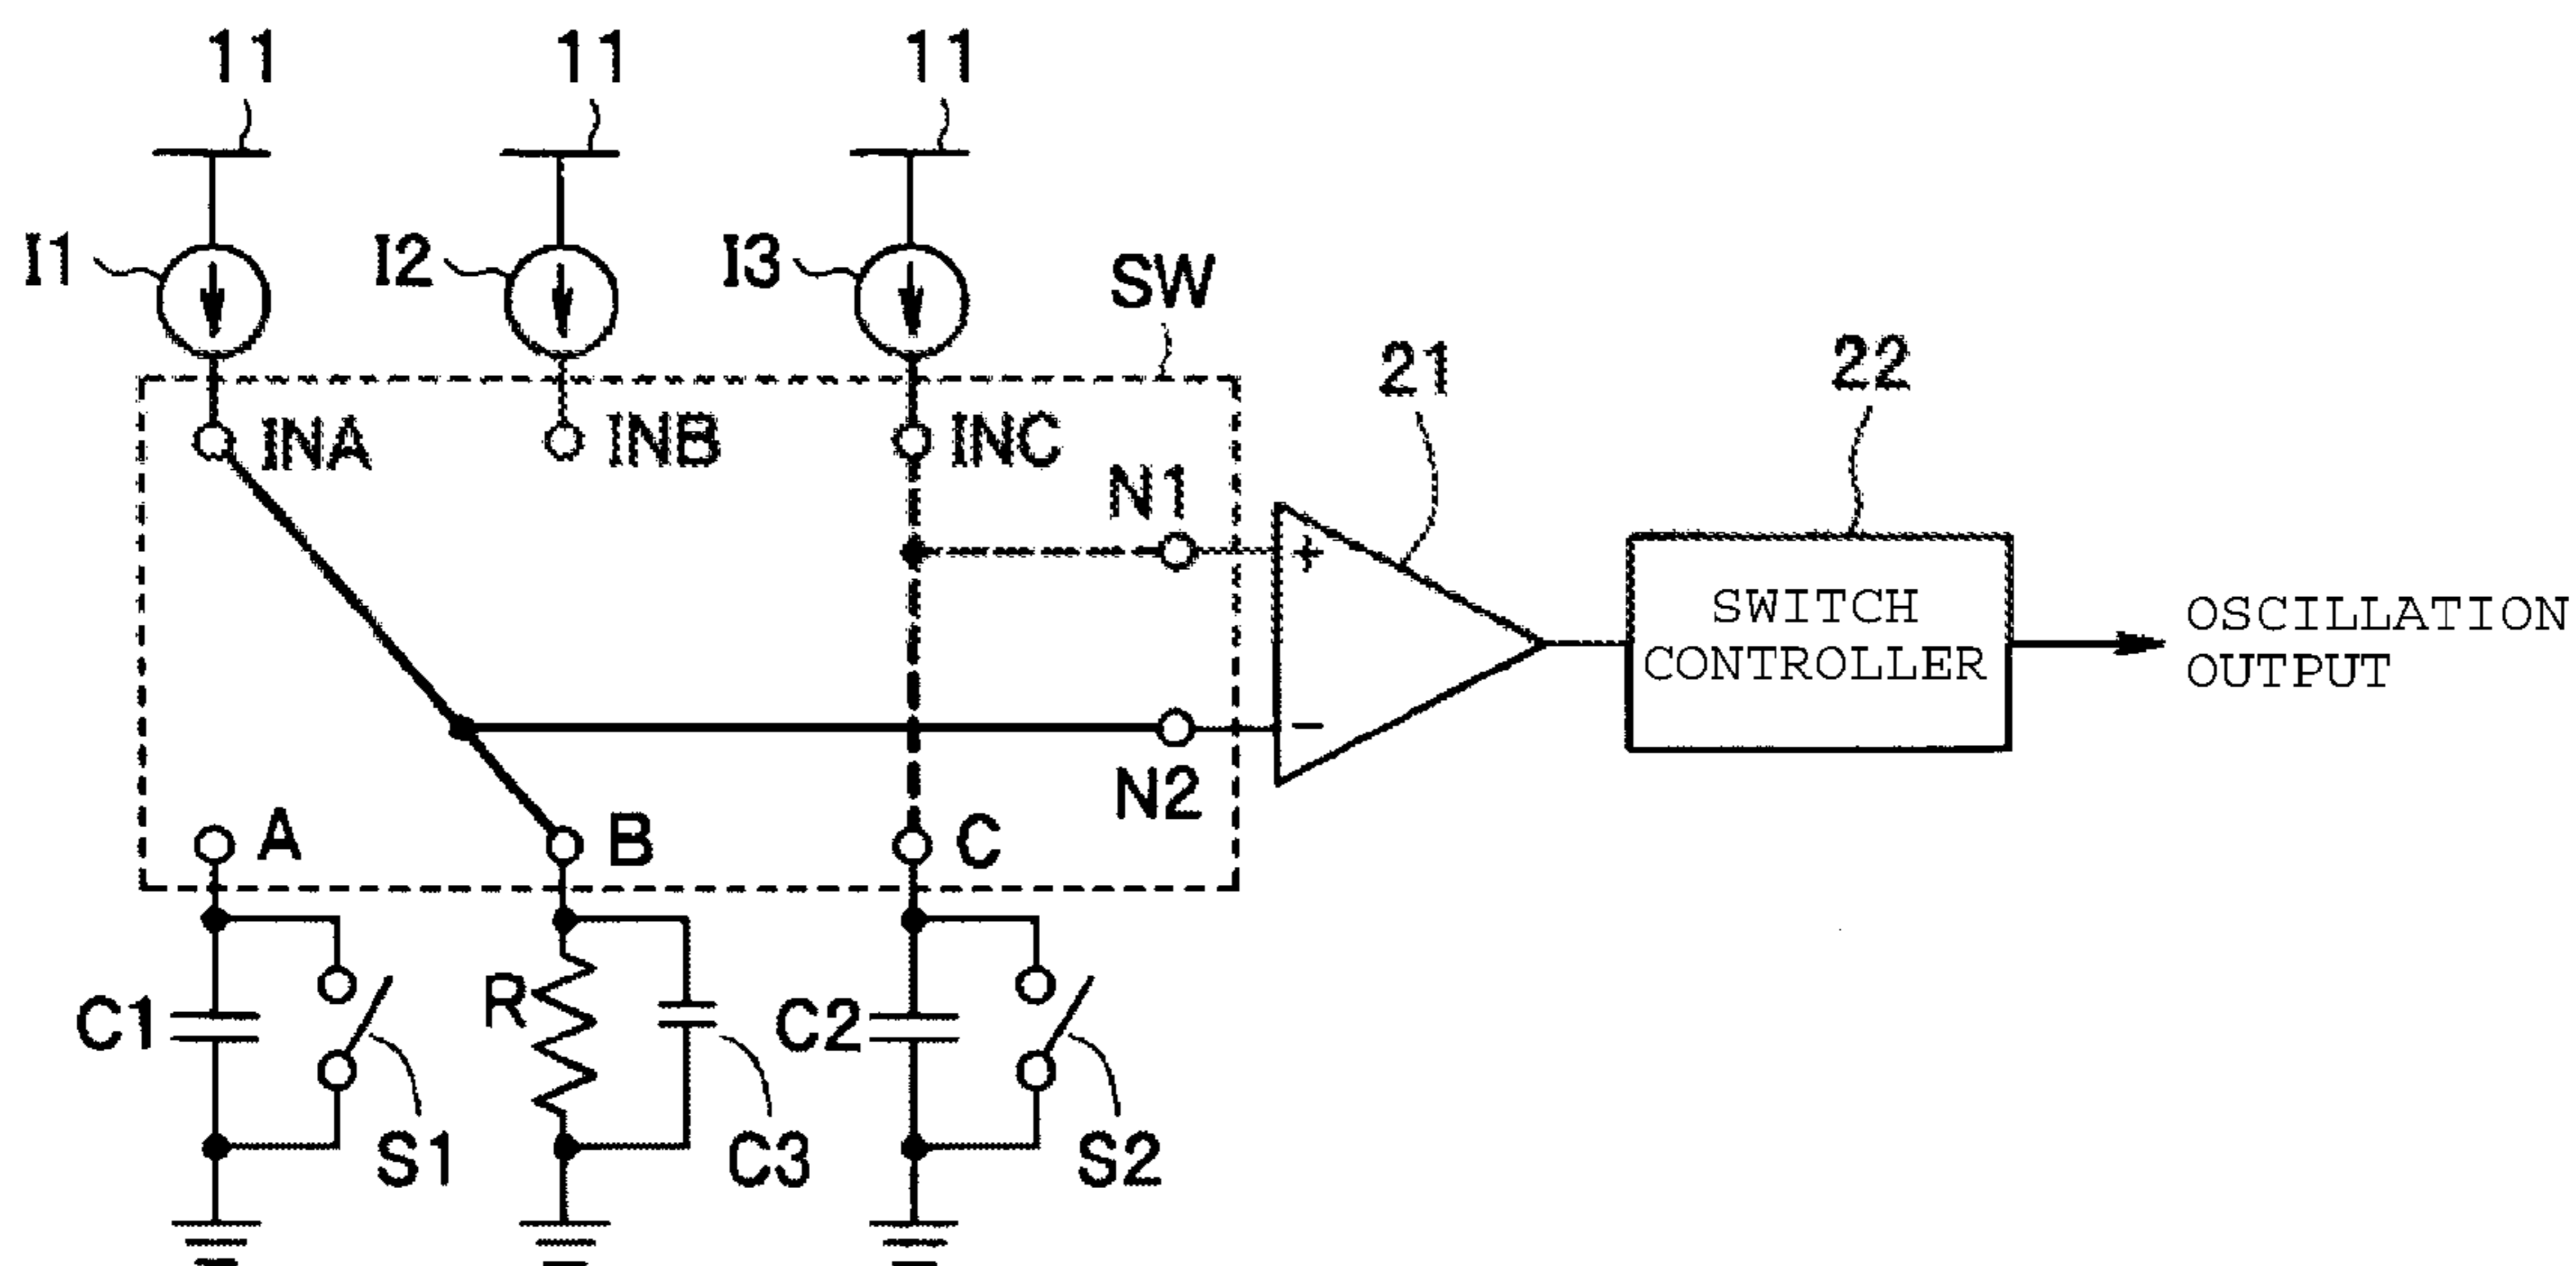 11 11 11
I1 I2 I3 SW
21 22
INA INB INC
N1
+
SWITCH
CONTROLLER
OSCILLATION
OUTPUT
−
N2
A B C
C1 R C2
S1 C3 S2